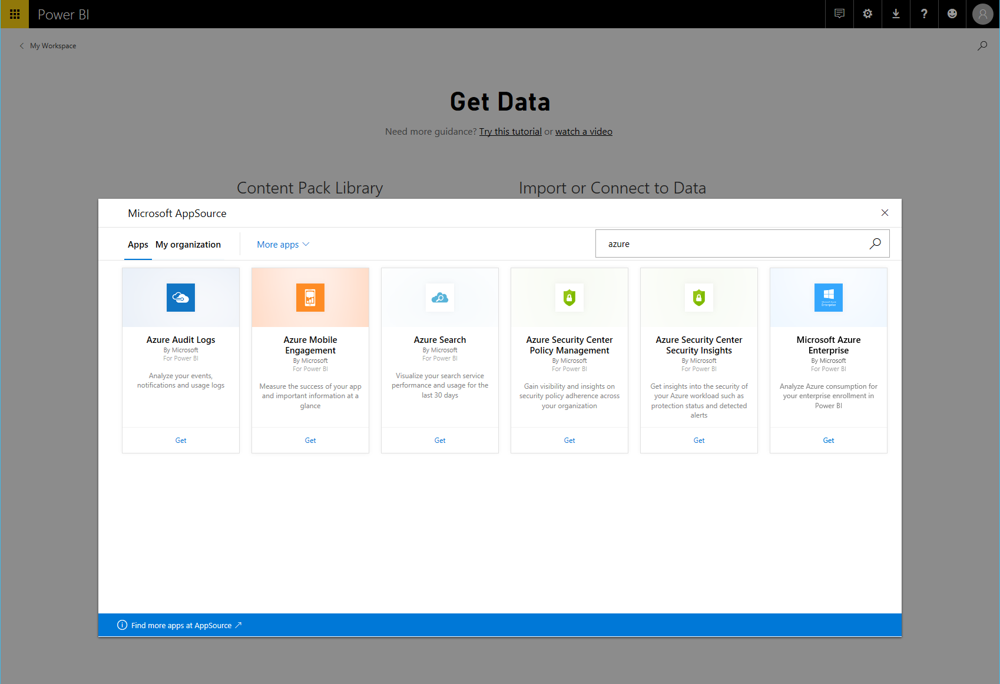 Power BI
?
My Workspace
Get Data
Need more guidance? Try this tutorial or watch a video
Content Pack Library
Import or Connect to Data
Microsoft AppSource
Apps
My organization
More apps
azure
Azure Audit Logs
By Microsoft
For Power BI
Analyze your events,
notifications and usage logs
Get
Azure Mobile
Engagement
By Microsoft
For Power BI
Measure the success of your app
and important information at a
glance
Get
Azure Search
By Microsoft
For Power BI
Visualize your search service
performance and usage for the
last 30 days
Get
Azure Security Center
Policy Management
By Microsoft
For Power BI
Gain visibility and insights on
security policy adherence across
your organization
Get
Azure Security Center
Security Insights
By Microsoft
For Power BI
Get insights into the security of
your Azure workload such as
protection status and detected
alerts
Get
Microsoft Azure
Enterprise
Microsoft Azure
Enterprise
By Microsoft
For Power BI
Analyze Azure consumption for
your enterprise enrollment in
Power BI
Get
Find more apps at AppSource